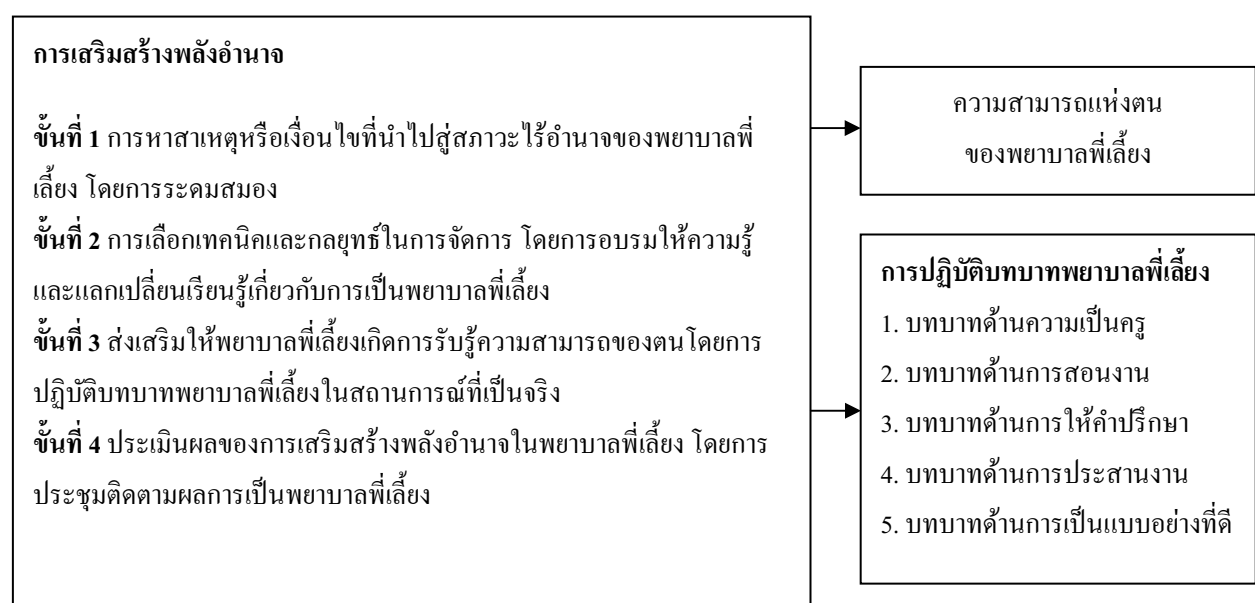 การเสริมสร้างพลังอำนาจ
ขั้นที่ 1 การหาสาเหตุหรือเงื่อนไขที่นำไปสู่สภาวะไร้อำนาจของพยาบาลพี่
เลี้ยง โดยการระดมสมอง
ขั้นที่ 2 การเลือกเทคนิคและกลยุทธ์ในการจัดการ โดยการอบรมให้ความรู้
และแลกเปลี่ยนเรียนรู้เกี่ยวกับการเป็นพยาบาลพี่เลี้ยง
ขั้นที่ 3 ส่งเสริมให้พยาบาลพี่เลี้ยงเกิดการรับรู้ความสามารถของตนโดยการ
ปฏิบัติบทบาทพยาบาลพี่เลี้ยงในสถานการณ์ที่เป็นจริง
ขั้นที่ 4 ประเมินผลของการเสริมสร้างพลังอำนาจในพยาบาลพี่เลี้ยง โดยการ
ประชุมติดตามผลการเป็นพยาบาลพี่เลี้ยง
ความสามารถแห่งตน
ของพยาบาลพี่เลี้ยง
การปฏิบัติบทบาทพยาบาลพี่เลี้ยง
1. บทบาทด้านความเป็นครู
2. บทบาทด้านการสอนงาน
3. บทบาทด้านการให้คำปรึกษา
4. บทบาทด้านการประสานงาน
5. บทบาทด้านการเป็นแบบอย่างที่ดี